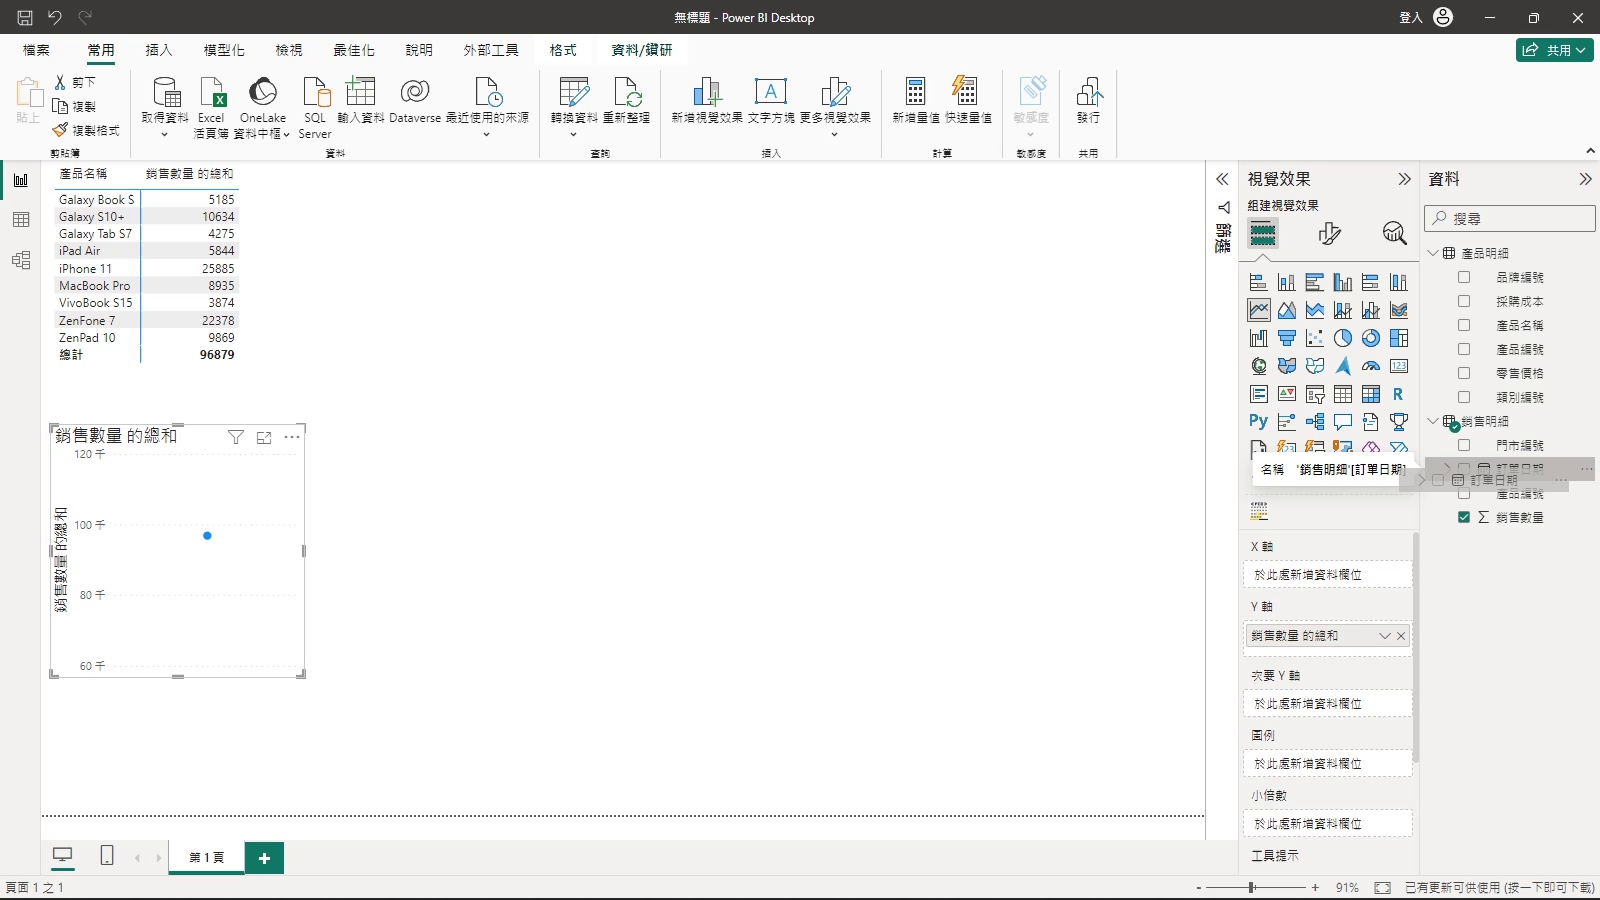 無標題 - Power BI Desktop
登入
檔案 常用 插入 模型化 檢視 最佳化 說明 外部工具 格式 資料/鑽研
共用
貼上
剪下
複製
複製格式
剪貼簿
取得資料
Excel
活頁簿
OneLake
資料中樞
SQL
Server
輸入資料
Dataverse
最近使用的來源
資料
轉換資料
重新整理
查詢
新增視覺效果
文字方塊
更多視覺效果
插入
新增量值
快速量值
計算
敏感度
敏感度
發行
共用
產品名稱 銷售數量 的總和
Galaxy Book S 5185
Galaxy S10+ 10634
Galaxy Tab S7 4275
iPad Air 5844
iPhone 11 25885
MacBook Pro 8935
VivoBook S15 3874
ZenFone 7 22378
ZenPad 10 9869
總計 96879
銷售數量 的總和
120 千
100 千
80 千
60 千
銷售數量 的總和
篩選
視覺效果
組建視覺效果
R
Py
123
名稱 '銷售明細'[訂單日期]
X 軸
於此處新增資料欄位
Y 軸
銷售數量 的總和
次要 Y 軸
於此處新增資料欄位
圖例
於此處新增資料欄位
小倍數
於此處新增資料欄位
工具提示
資料
搜尋
產品明細
品牌編號
採購成本
產品名稱
產品編號
零售價格
類別編號
銷售明細
門市編號
訂單日期
訂單日期
產品編號
銷售數量
第 1 頁
頁面 1 之 1
- + 91%
已有更新可供使用 (按一下即可下載)